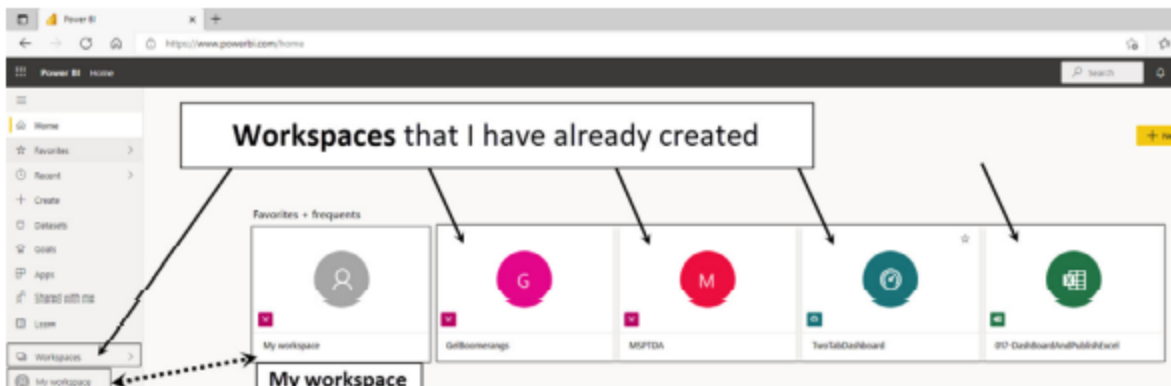 Power BI
https://www.powerbi.com/home
Power BI Home
Search
Home
Workspaces that I have already created
Favorites
Recent
Create
Favorites + frequents
Datasets
Goals
Apps
G
M
Shared with me
Learn
My workspace
GelBoomerangs
MSPTDA
TwoTabDashboard
017-DashBoardAndPublishExcel
Workspaces
My workspace
My workspace